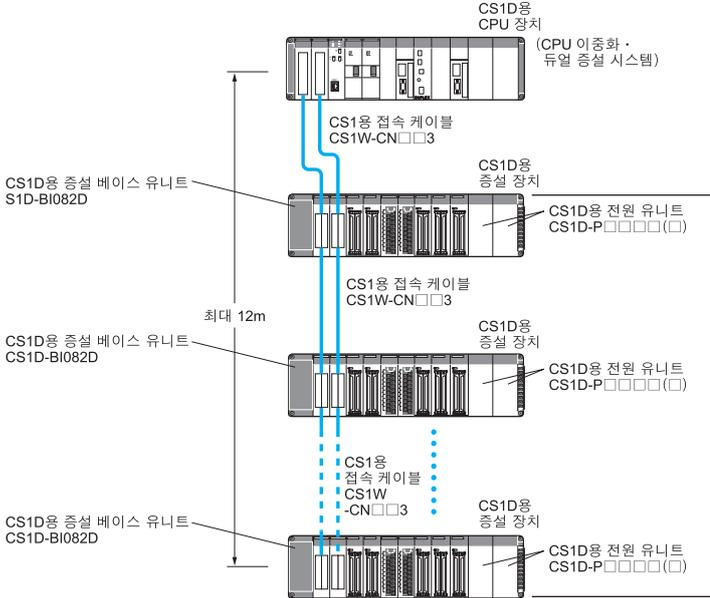 CS1D용
CPU 장치
(CPU 이중화・
듀얼 증설 시스템)
CS1용 접속 케이블
CS1W-CN□□3
CS1D용
증설 장치
CS1D용 증설 베이스 유니트
S1D-BI082D
CS1D용 전원 유니트
CS1D-P□□□□(□)
CS1용 접속 케이블
CS1W-CN□□3
최대 12m
CS1D용
증설 장치
CS1D용 증설 베이스 유니트
CS1D-BI082D
CS1D용 전원 유니트
CS1D-P□□□□(□)
CS1용
접속 케이블
CS1W
-CN□□3
CS1D용
증설 장치
CS1D용 증설 베이스 유니트
CS1D-BI082D
CS1D용 전원 유니트
CS1D-P□□□□(□)